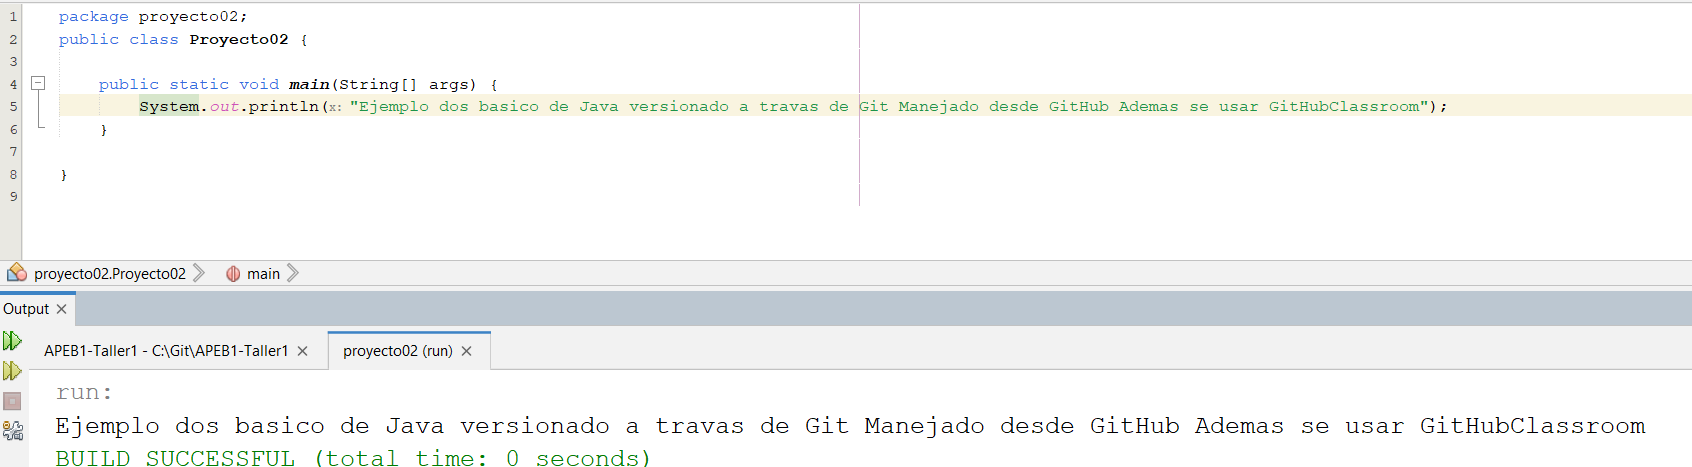 1 package proyecto02;
2 public class Proyecto02 {
3
4 public static void main(String[] args) {
5 System.out.println(x: "Ejemplo dos basico de Java versionado a travas de Git Manejado desde GitHub Ademas se usar GitHubClassroom");
6 }
7
8 }
9
proyecto02.Proyecto02 main
Output
APEB1-Taller1 - C:\Git\APEB1-Taller1 proyecto02 (run)
run:
Ejemplo dos basico de Java versionado a travas de Git Manejado desde GitHub Ademas se usar GitHubClassroom
BUILD SUCCESSFUL (total time: 0 seconds)